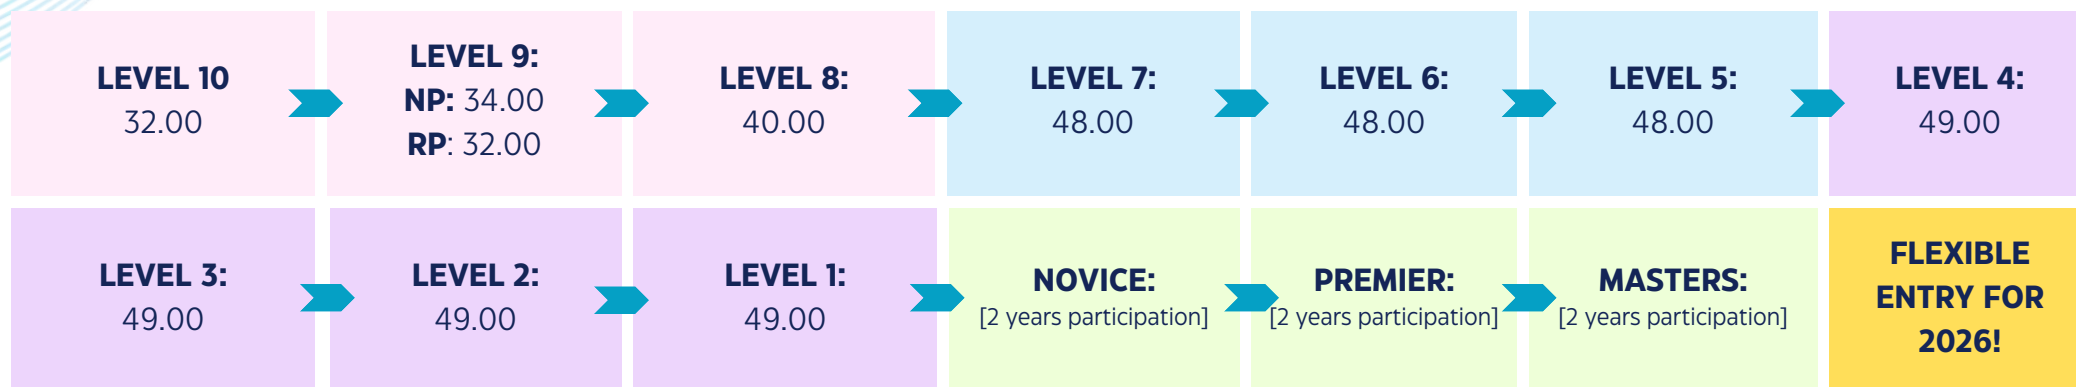 LEVEL 10
32.00
LEVEL 9:
NP: 34.00
RP: 32.00
LEVEL 8:
40.00
LEVEL 7:
48.00
LEVEL 6:
48.00
LEVEL 5:
48.00
LEVEL 4:
49.00
LEVEL 3:
49.00
LEVEL 2:
49.00
LEVEL 1:
49.00
NOVICE:
[2 years participation]
PREMIER:
[2 years participation]
MASTERS:
[2 years participation]
FLEXIBLE
ENTRY FOR
2026!